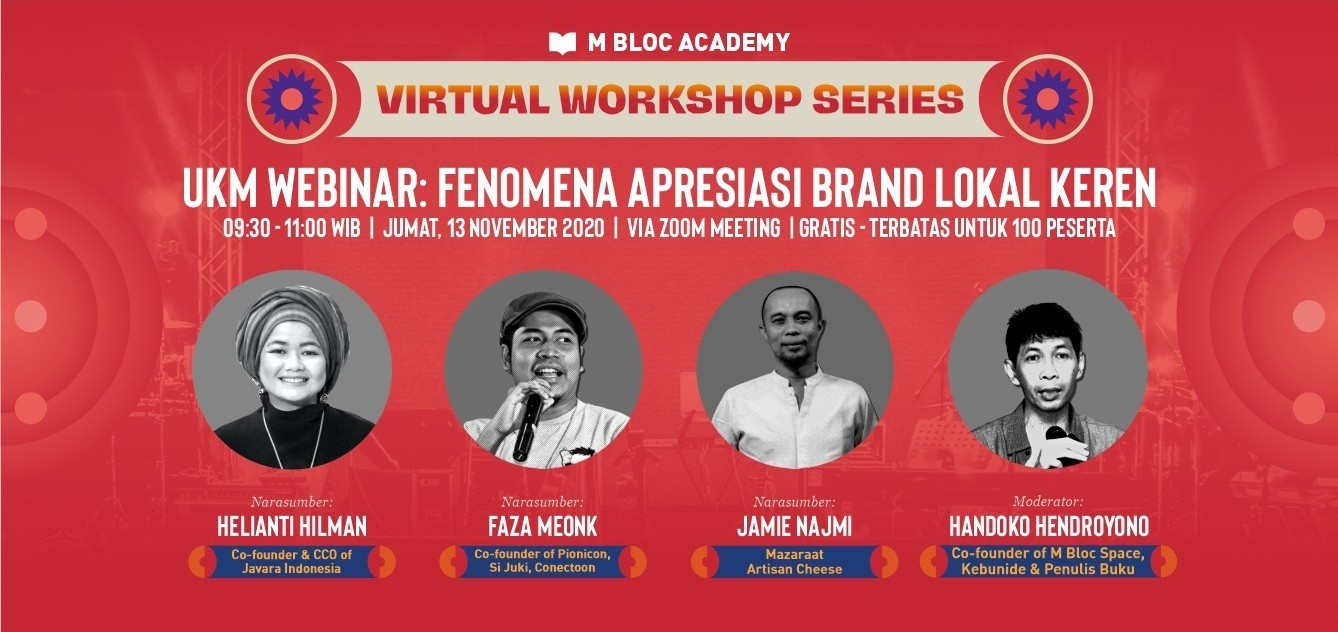 M BLOC ACADEMY
VIRTUAL WORKSHOP SERIES
UKM WEBINAR: FENOMENA APRESIASI BRAND LOKAL KEREN
09:30 - 11:00 WIB | JUMAT, 13 NOVEMBER 2020 | VIA ZOOM MEETING | GRATIS - TERBATAS UNTUK 100 PESERTA
Narasumber:
HELIANTI HILMAN
Co-founder & CCO of
Javara Indonesia
Narasumber:
FAZA MEONK
Co-founder of Pionicon,
Si Juki, Conectoon
Narasumber:
JAMIE NAJMI
Mazaraat
Artisan Cheese
Moderator:
HANDOKO HENDROYONO
Co-founder of M Bloc Space,
Kebunide & Penulis Buku